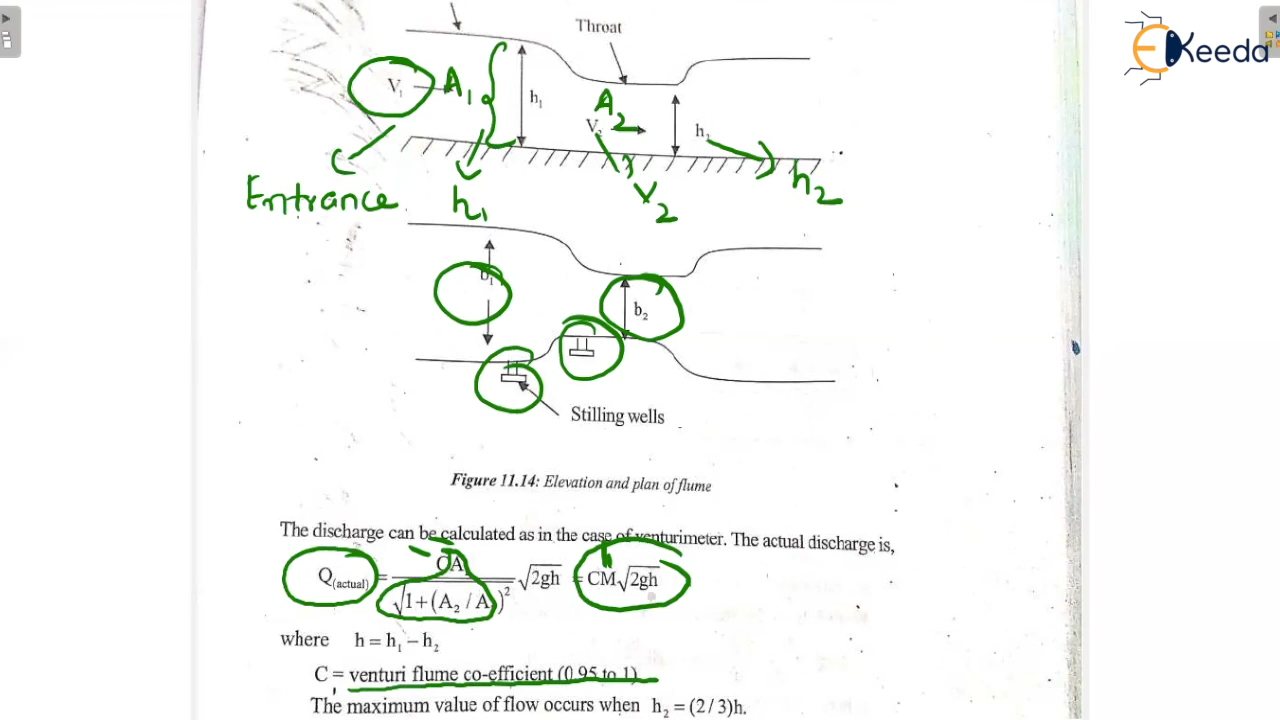 Keeda
Throat
V₁ A₁ h₁
A₂
V₂ h₁
Entrance h₁ V₂ h₂
b₁
b₂
Stilling wells
Figure 11.14: Elevation and plan of flume
The discharge can be calculated as in the case of venturimeter. The actual discharge is,
Q(actual) = CA / √1+(A₂ / A )² √2gh = CM√2gh
where h = h₁ – h₂
C = venturi flume co-efficient (0.95 to 1)
The maximum value of flow occurs when h₂ = (2/3)h.